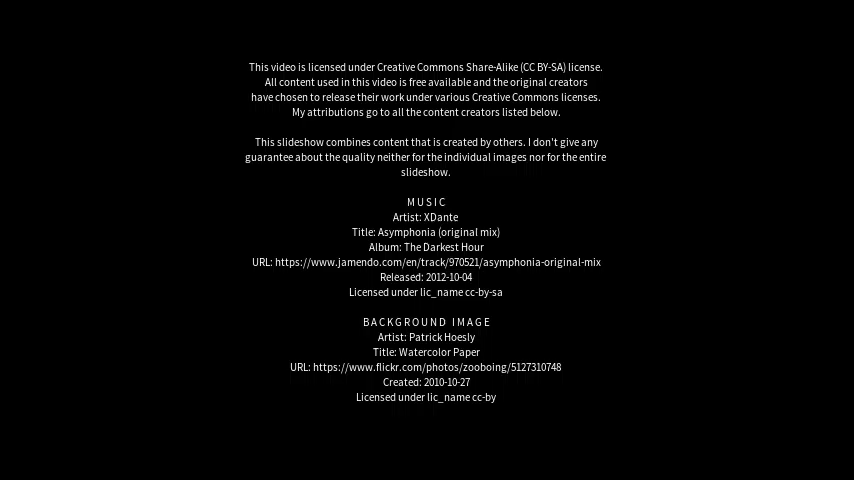 This video is licensed under Creative Commons Share-Alike (CC BY-SA) license.
All content used in this video is free available and the original creators
have chosen to release their work under various Creative Commons licenses.
My attributions go to all the content creators listed below.
This slideshow combines content that is created by others. I don't give any
guarantee about the quality neither for the individual images nor for the entire
slideshow.
MUSIC
Artist: XDante
Title: Asymphonia (original mix)
Album: The Darkest Hour
URL: https://www.jamendo.com/en/track/970521/asymphonia-original-mix
Released: 2012-10-04
Licensed under lic_name cc-by-sa
BACKGROUND IMAGE
Artist: Patrick Hoesly
Title: Watercolor Paper
URL: https://www.flickr.com/photos/zooboing/5127310748
Created: 2010-10-27
Licensed under lic_name cc-by